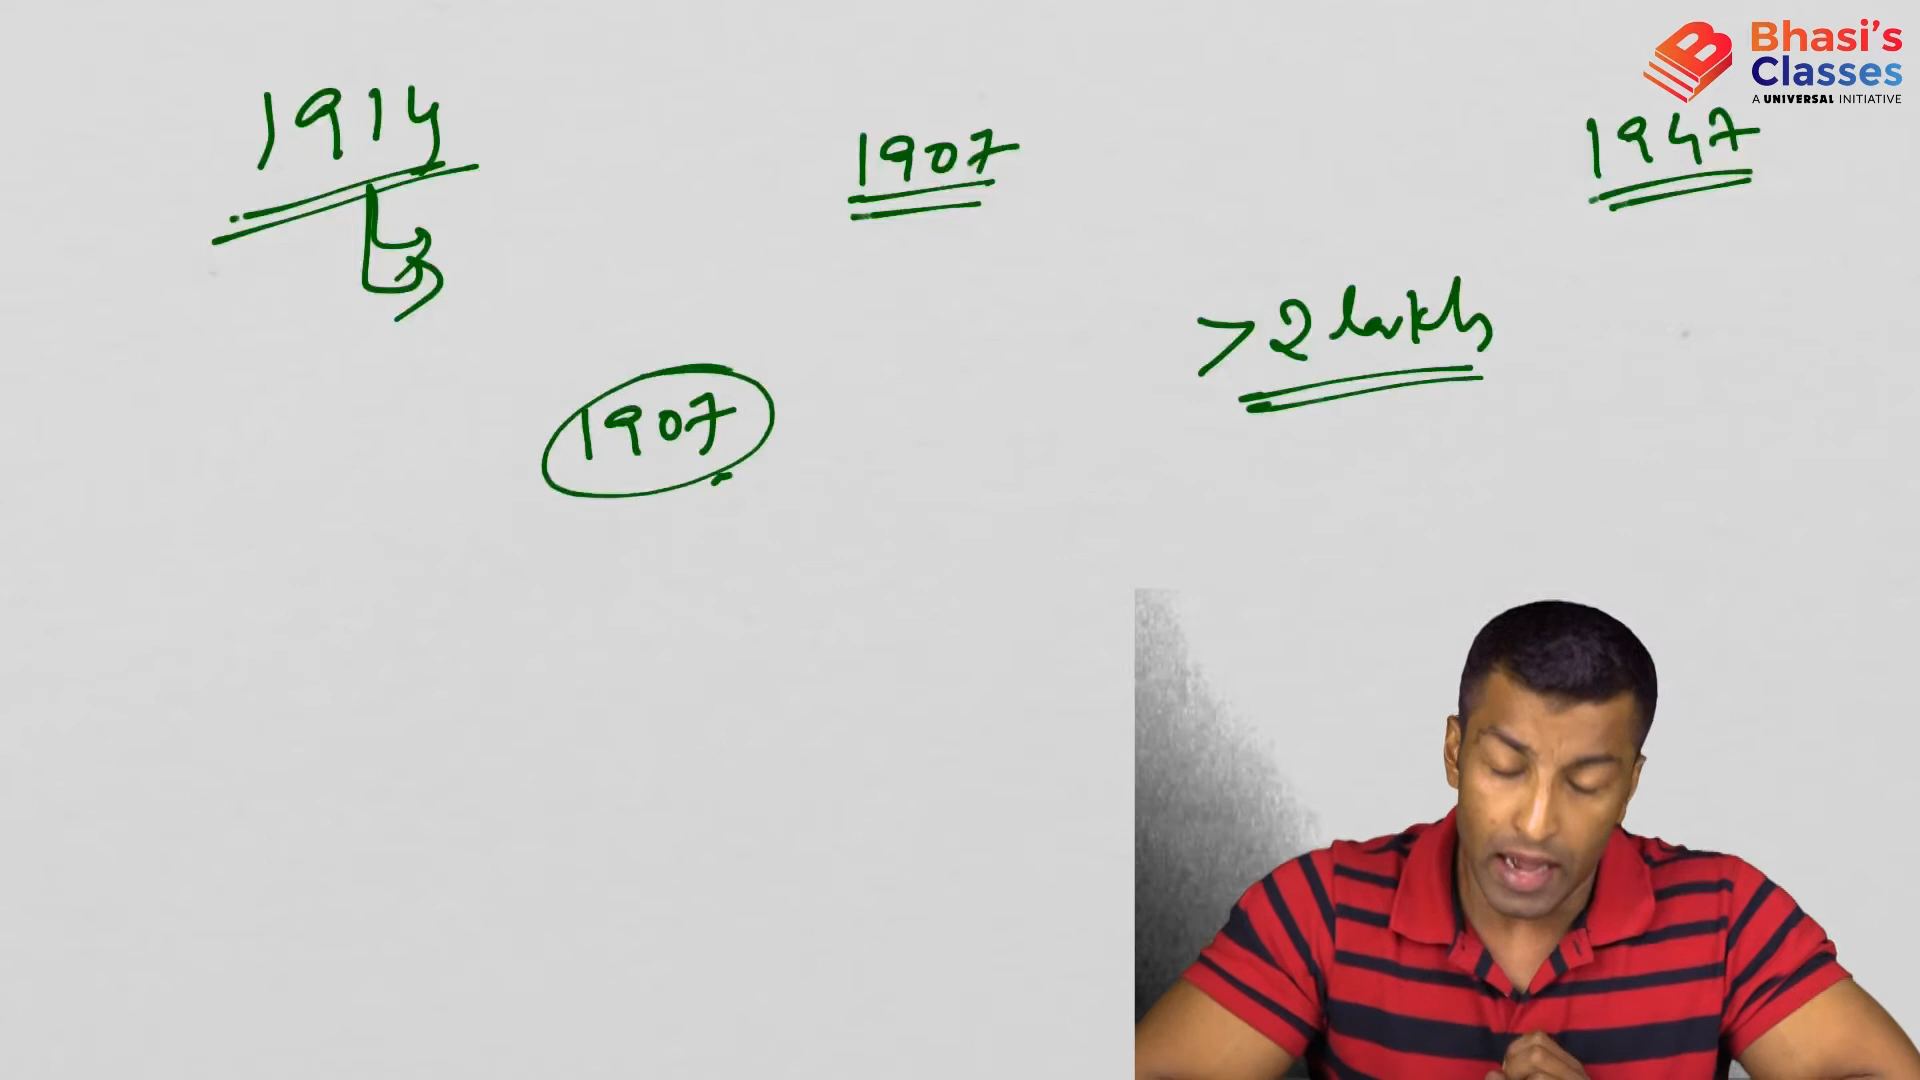 Bhasi's
Classes
A UNIVERSAL INITIATIVE
1914
1907
1947
>2 lakh
1907